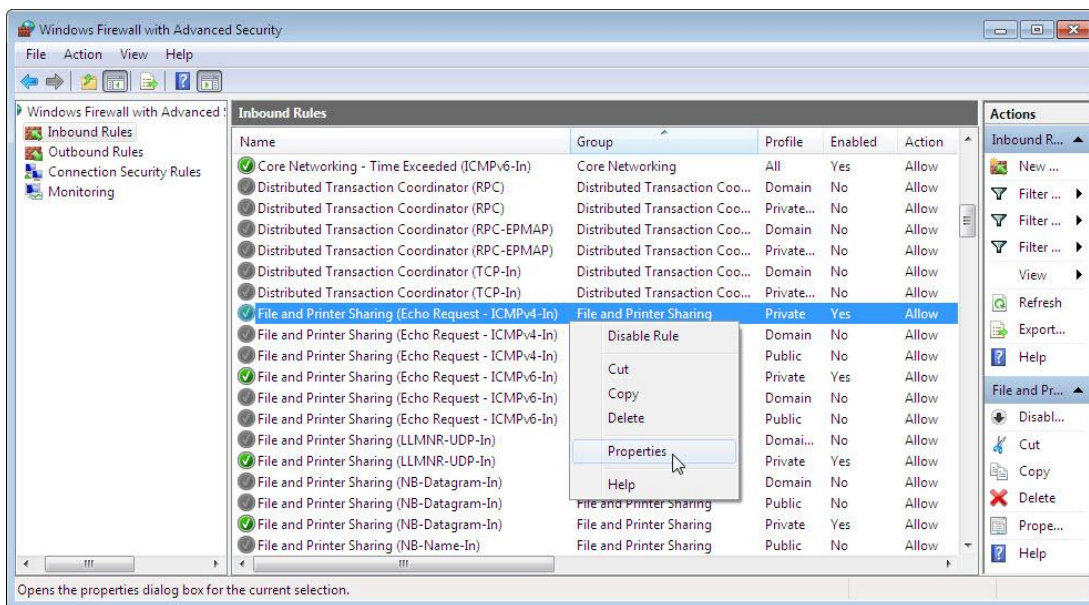 Windows Firewall with Advanced Security
File Action View Help
Windows Firewall with Advanced S
Inbound Rules
Outbound Rules
Connection Security Rules
Monitoring
Inbound Rules
Name Group Profile Enabled Action
Core Networking - Time Exceeded (ICMPv6-In) Core Networking All Yes Allow
Distributed Transaction Coordinator (RPC) Distributed Transaction Coo... Domain No Allow
Distributed Transaction Coordinator (RPC) Distributed Transaction Coo... Private... No Allow
Distributed Transaction Coordinator (RPC-EPMAP) Distributed Transaction Coo... Domain No Allow
Distributed Transaction Coordinator (RPC-EPMAP) Distributed Transaction Coo... Private... No Allow
Distributed Transaction Coordinator (TCP-In) Distributed Transaction Coo... Domain No Allow
Distributed Transaction Coordinator (TCP-In) Distributed Transaction Coo... Private... No Allow
File and Printer Sharing (Echo Request - ICMPv4-In) File and Printer Sharing Private Yes Allow
File and Printer Sharing (Echo Request - ICMPv4-In) Domain No Allow
File and Printer Sharing (Echo Request - ICMPv4-In) Public No Allow
File and Printer Sharing (Echo Request - ICMPv6-In) Private Yes Allow
File and Printer Sharing (Echo Request - ICMPv6-In) Domain No Allow
File and Printer Sharing (Echo Request - ICMPv6-In) Public No Allow
File and Printer Sharing (LLMNR-UDP-In) Domai... No Allow
File and Printer Sharing (LLMNR-UDP-In) Private Yes Allow
File and Printer Sharing (NB-Datagram-In) Domain No Allow
File and Printer Sharing (NB-Datagram-In) File and Printer Sharing Public No Allow
File and Printer Sharing (NB-Datagram-In) File and Printer Sharing Private Yes Allow
File and Printer Sharing (NB-Name-In) File and Printer Sharing Public No Allow
Disable Rule
Cut
Copy
Delete
Properties
Help
Actions
Inbound R...
New ...
Filter ...
Filter ...
Filter ...
View
Refresh
Export...
Help
File and Pr...
Disabl...
Cut
Copy
Delete
Prope...
Help
Opens the properties dialog box for the current selection.